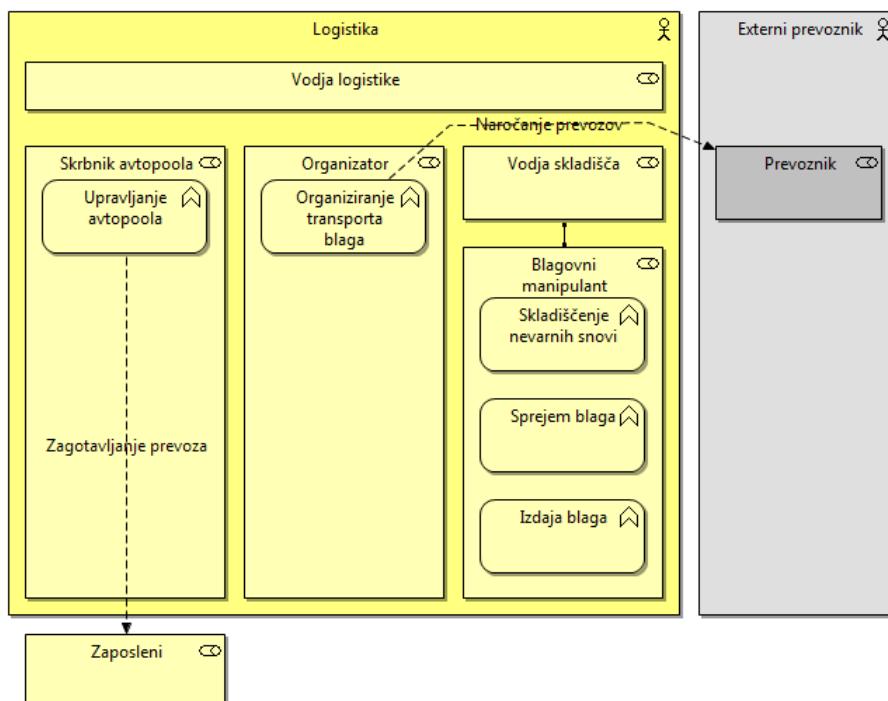 Logistika
Externi prevoznik
Vodja logistike
Naročanje prevozov
Skrbnik avtopoola
Organizator
Vodja skladišča
Prevoznik
Upravljanje
avtopoola
Organiziranje
transporta
blaga
Blagovni
manipulant
Skladiščenje
nevarnih snovi
Sprejem blaga
Zagotavljanje prevoza
Izdaja blaga
Zaposleni